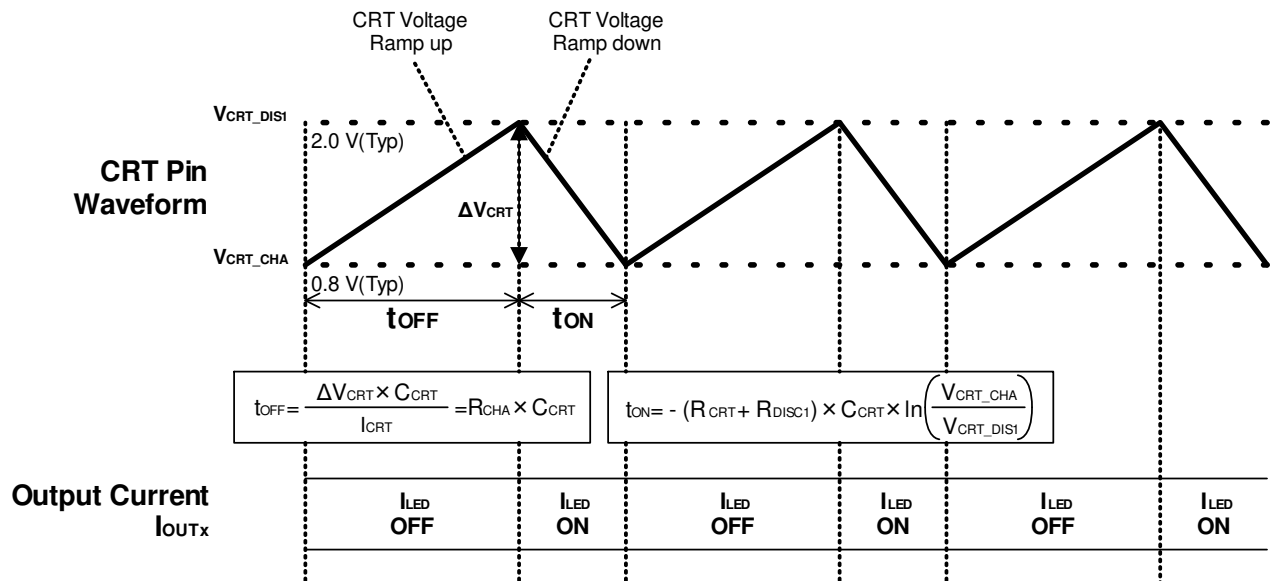 CRT Voltage
Ramp up
CRT Voltage
Ramp down
VCRT_DIS1
2.0 V(Typ)
CRT Pin
Waveform
ΔVCRT
VCRT_CHA
0.8 V(Typ)
tOFF
tON
tOFF= ΔVCRT × CCRT / ICRT =RCHA × CCRT
tON= - (RCRT + RDISC1) × CCRT × ln(VCRT_CHA / VCRT_DIS1)
Output Current
IOUTx
ILED
OFF
ILED
ON
ILED
OFF
ILED
ON
ILED
OFF
ILED
ON